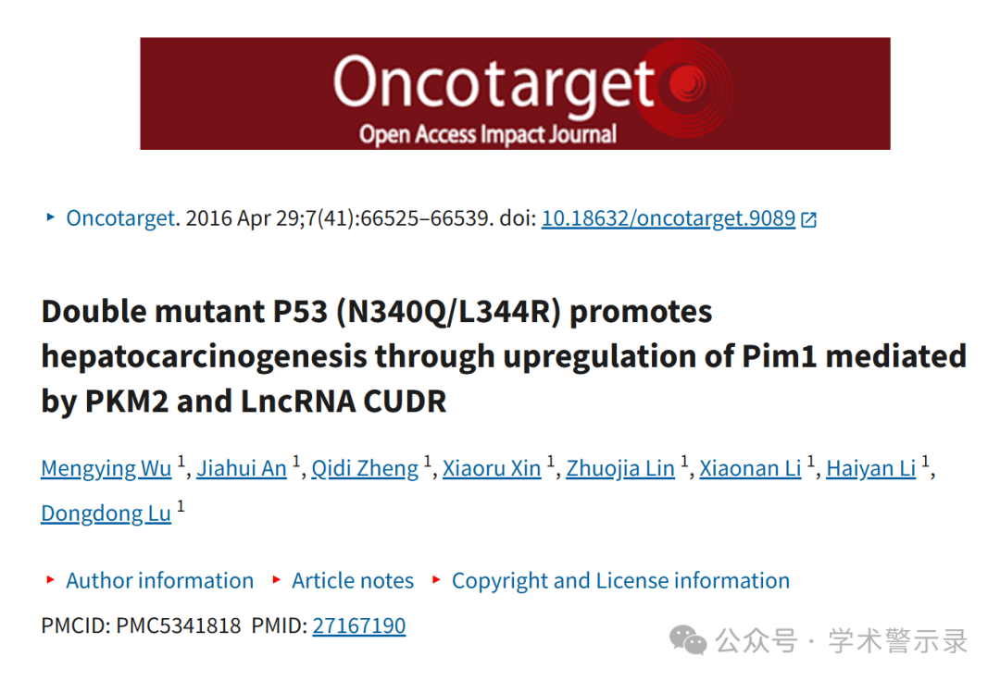 Oncotarget
Open Access Impact Journal
▸ Oncotarget. 2016 Apr 29;7(41):66525–66539. doi: 10.18632/oncotarget.9089
Double mutant P53 (N340Q/L344R) promotes
hepatocarcinogenesis through upregulation of Pim1 mediated
by PKM2 and LncRNA CUDR
Mengying Wu 1, Jiahui An 1, Qidi Zheng 1, Xiaoru Xin 1, Zhuojia Lin 1, Xiaonan Li 1, Haiyan Li 1,
Dongdong Lu 1
▸ Author information ▸ Article notes ▸ Copyright and License information
PMCID: PMC5341818 PMID: 27167190
公众号 · 学术警示录